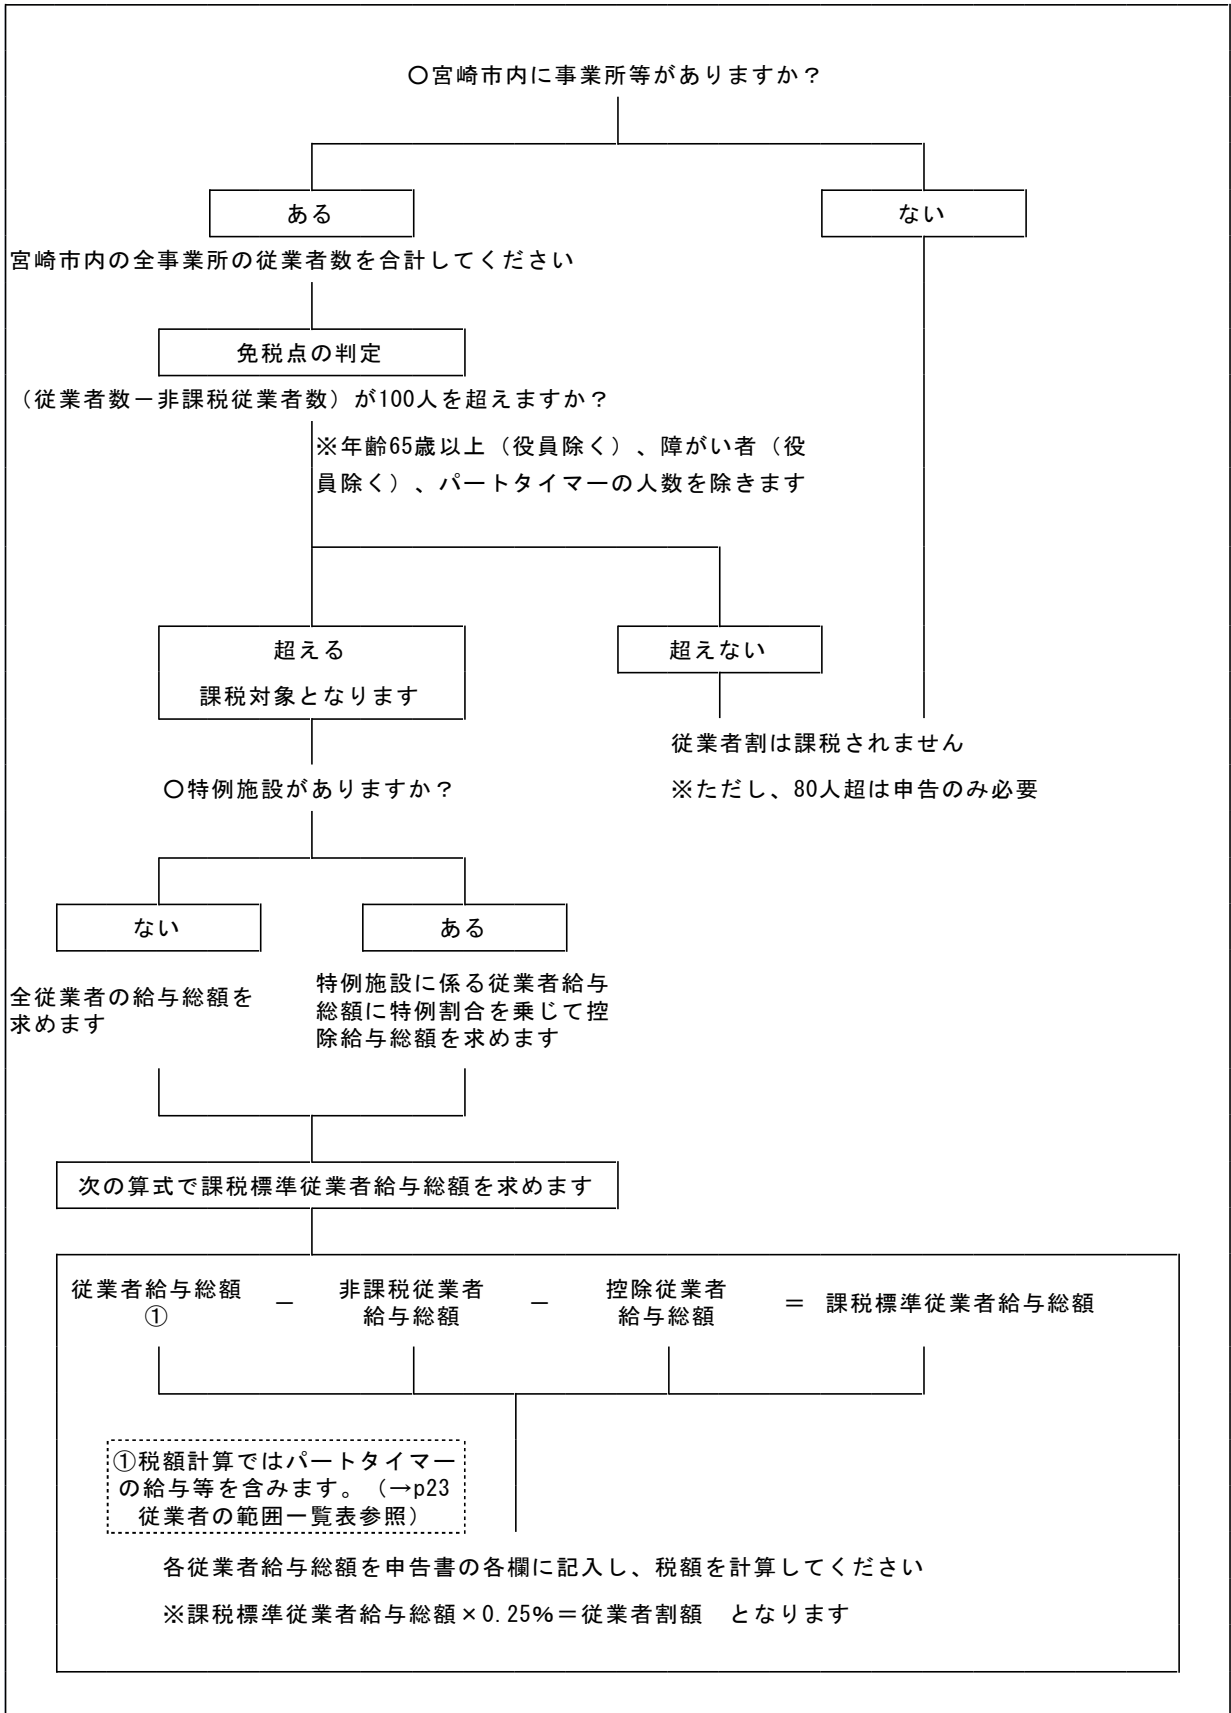 〇宮崎市内に事業所等がありますか？
ある
ない
宮崎市内の全事業所の従業者数を合計してください
免税点の判定
（従業者数－非課税従業者数）が100人を超えますか？
※年齢65歳以上（役員除く）、障がい者（役
員除く）、パートタイマーの人数を除きます
超える
課税対象となります
超えない
従業者割は課税されません
※ただし、80人超は申告のみ必要
〇特例施設がありますか？
ない
ある
全従業者の給与総額を
求めます
特例施設に係る従業者給与
総額に特例割合を乗じて控
除給与総額を求めます
次の算式で課税標準従業者給与総額を求めます
従業者給与総額
①
－
非課税従業者
給与総額
－
控除従業者
給与総額
＝ 課税標準従業者給与総額
①税額計算ではパートタイマー
の給与等を含みます。（→p23
従業者の範囲一覧表参照）
各従業者給与総額を申告書の各欄に記入し、税額を計算してください
※課税標準従業者給与総額×0.25%＝従業者割額　となります